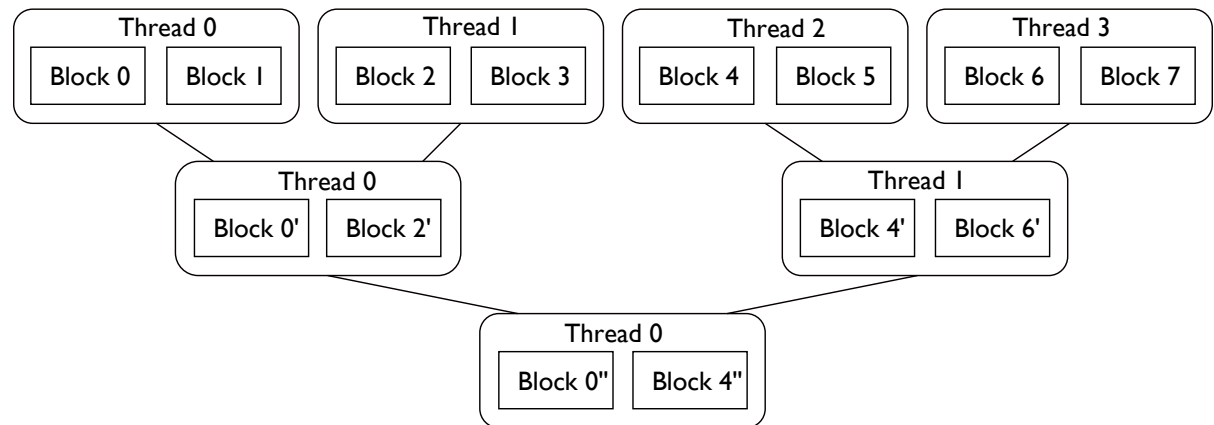 Thread 0
Block 0 Block 1
Thread 1
Block 2 Block 3
Thread 2
Block 4 Block 5
Thread 3
Block 6 Block 7
Thread 0
Block 0' Block 2'
Thread 1
Block 4' Block 6'
Thread 0
Block 0" Block 4"